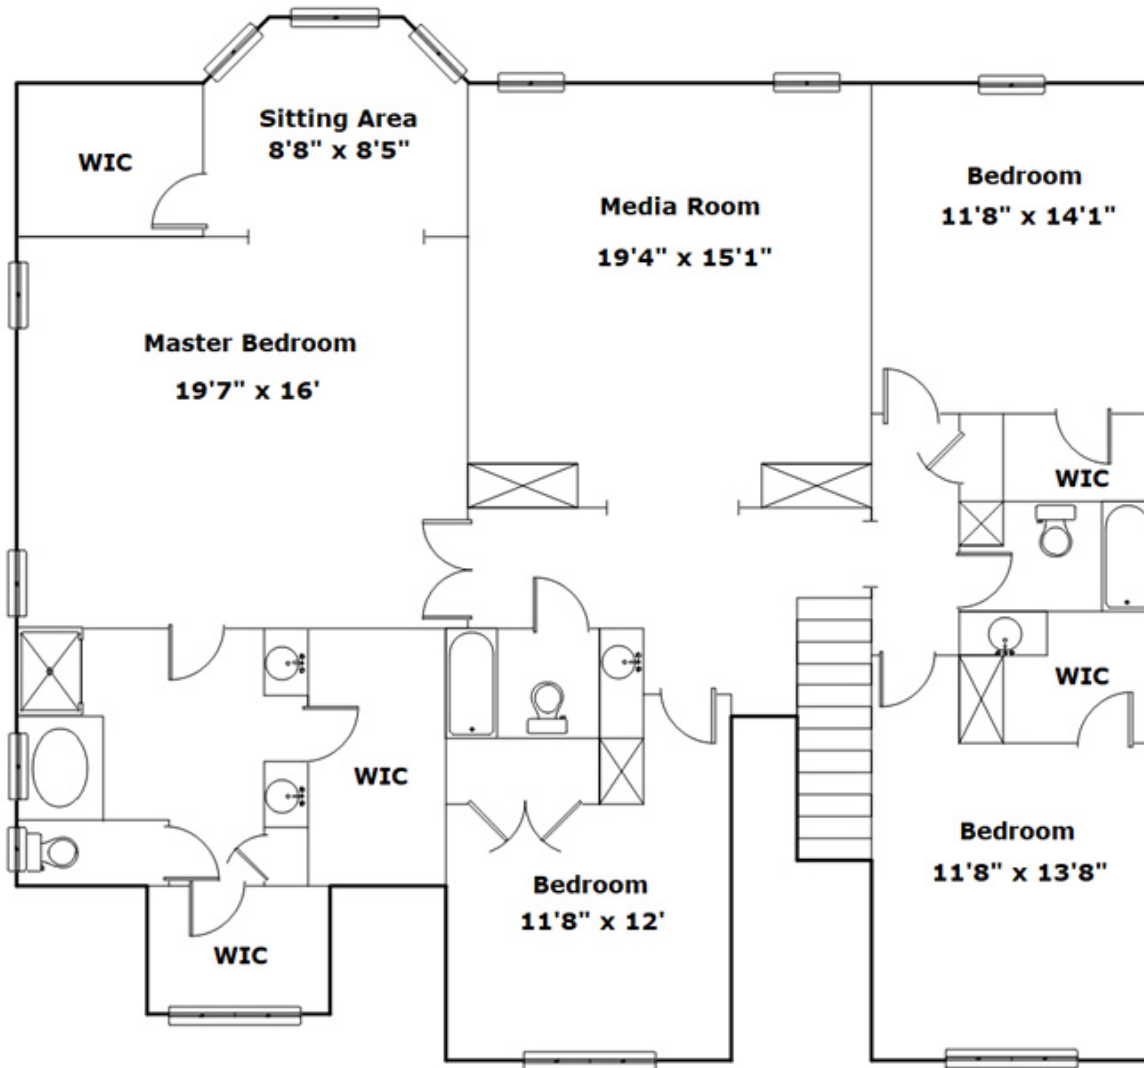 Sitting Area
8'8" x 8'5"
WIC
Media Room
19'4" x 15'1"
Bedroom
11'8" x 14'1"
Master Bedroom
19'7" x 16'
WIC
WIC
WIC
Bedroom
11'8" x 13'8"
Bedroom
11'8" x 12'
WIC